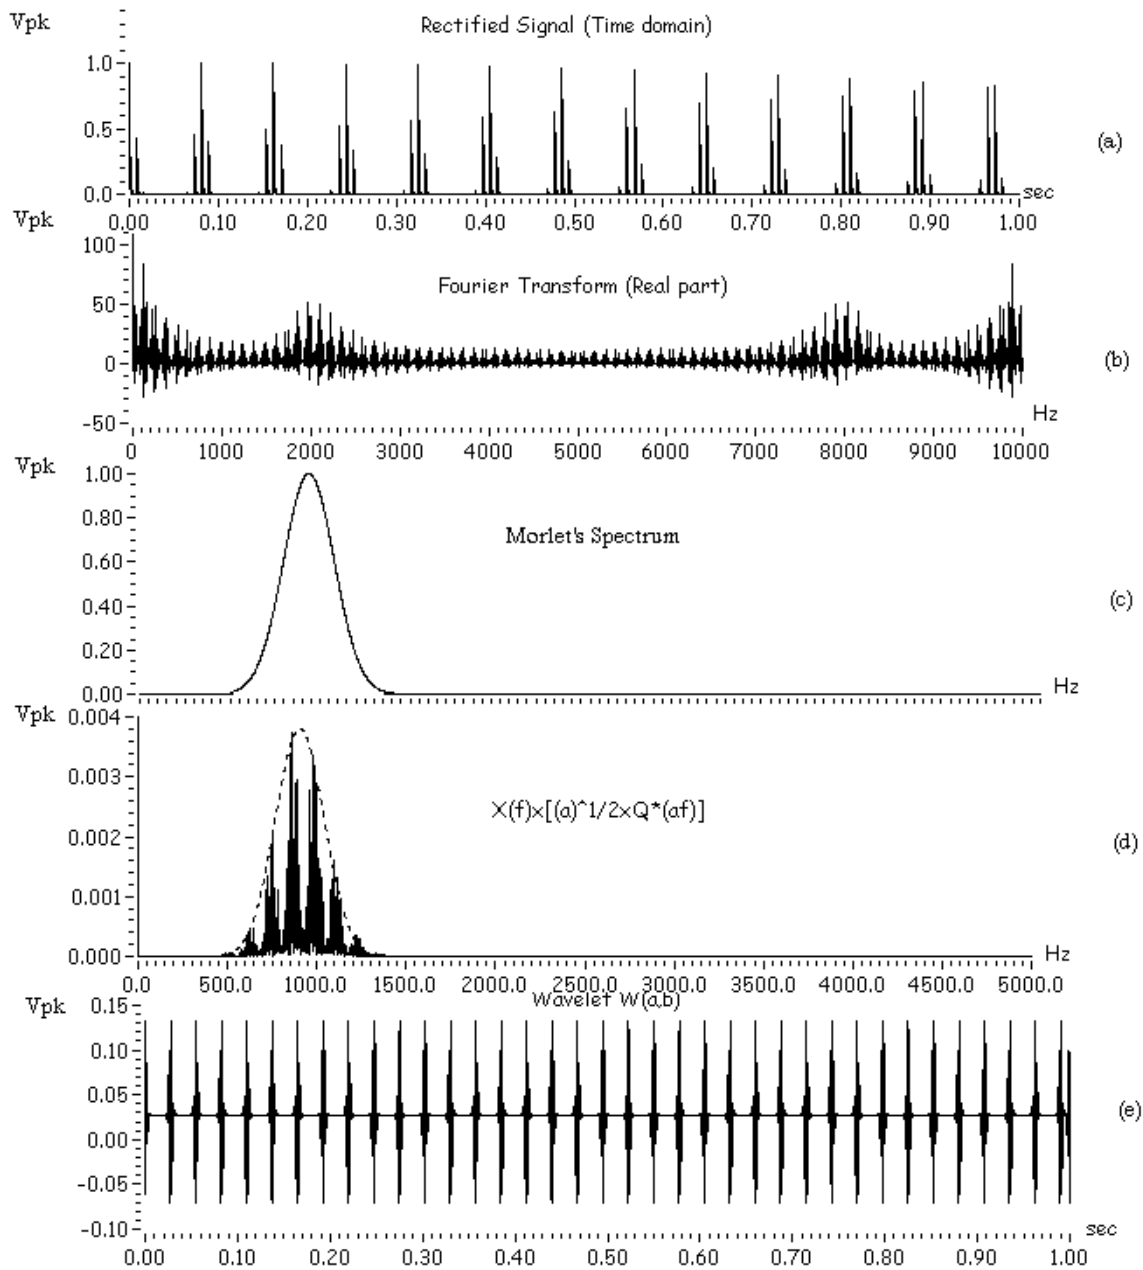 Vpk
Rectified Signal (Time domain)
1.0
0.5
0.0
(a)
sec
0.00 0.10 0.20 0.30 0.40 0.50 0.60 0.70 0.80 0.90 1.00
Vpk
100
50
0
-50
Fourier Transform (Real part)
(b)
Hz
0 1000 2000 3000 4000 5000 6000 7000 8000 9000 10000
Vpk
1.00
0.80
0.60
0.40
0.20
0.00
Morlet's Spectrum
(c)
Hz
Vpk
0.004
0.003
0.002
0.001
0.000
X(f)x[(a)^1/2xQ*(af)]
(d)
Hz
0.0 500.0 1000.0 1500.0 2000.0 2500.0 3000.0 3500.0 4000.0 4500.0 5000.0
Wavelet W(a,b)
Vpk
0.15
0.10
0.05
0.00
-0.05
-0.10
(e)
sec
0.00 0.10 0.20 0.30 0.40 0.50 0.60 0.70 0.80 0.90 1.00